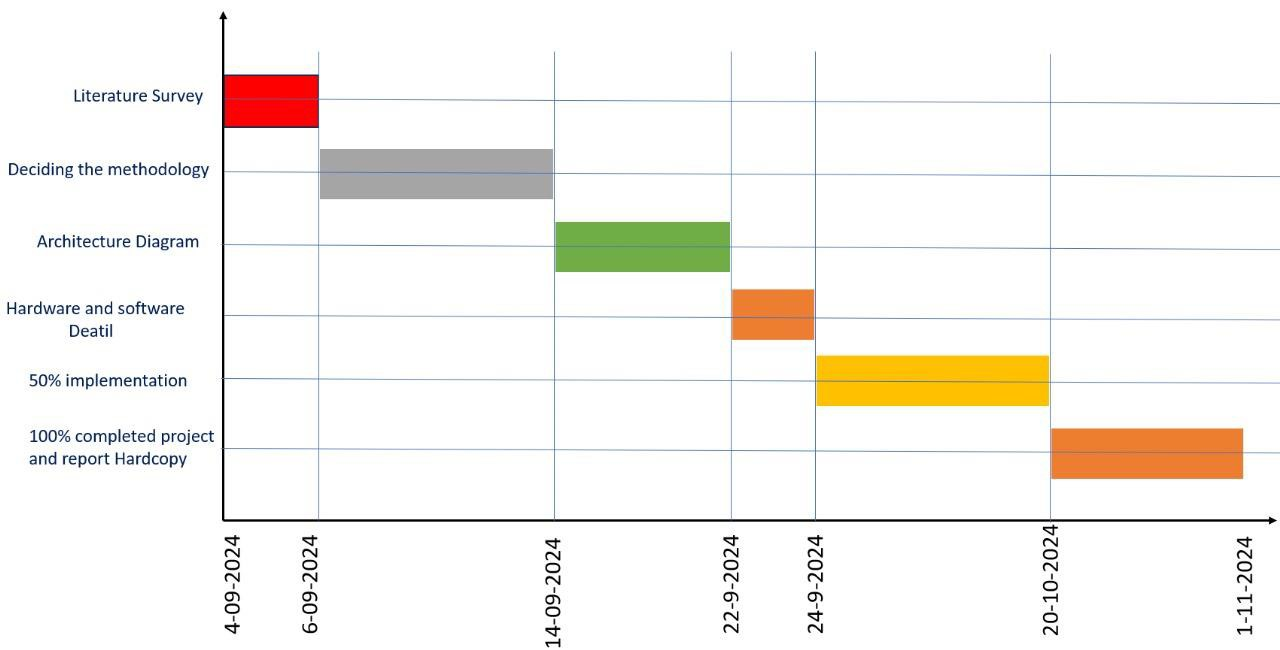 Literature Survey
Deciding the methodology
Architecture Diagram
Hardware and software
Deatil
50% implementation
100% completed project
and report Hardcopy
4-09-2024
6-09-2024
14-09-2024
22-9-2024
24-9-2024
20-10-2024
1-11-2024